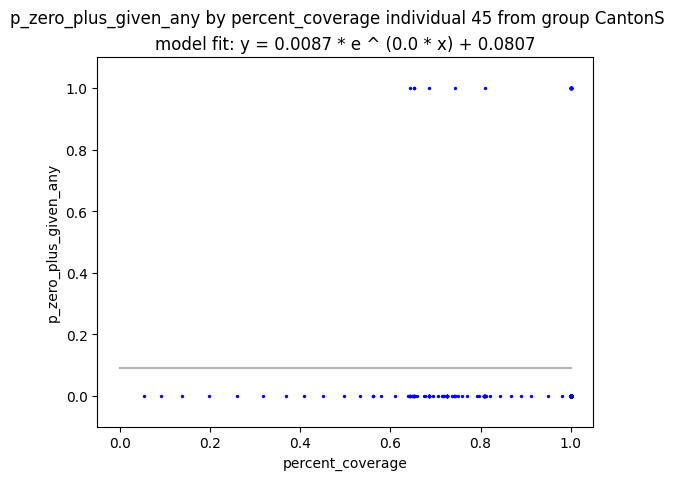 p_zero_plus_given_any by percent_coverage individual 45 from group CantonS
model fit: y = 0.0087 * e ^ (0.0 * x) + 0.0807
1.0
0.8
0.6
0.4
0.2
0.0
p_zero_plus_given_any
0.0 0.2 0.4 0.6 0.8 1.0
percent_coverage